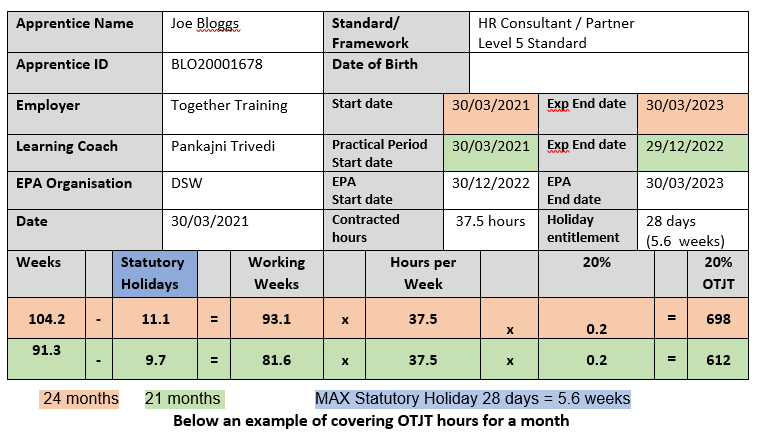 Apprentice Name Joe Bloggs Standard/ HR Consultant / Partner
Framework Level 5 Standard
Apprentice ID BLO20001678 Date of Birth
Employer Together Training Start date 30/03/2021 Exp End date 30/03/2023
Learning Coach Pankajni Trivedi Practical Period 30/03/2021 Exp End date 29/12/2022
Start date
EPA Organisation DSW EPA 30/12/2022 EPA 30/03/2023
Start date End date
Date 30/03/2021 Contracted 37.5 hours Holiday 28 days
hours entitlement (5.6 weeks)
Weeks Statutory Working Hours per 20% 20%
Holidays Weeks Week OTJT
104.2 - 11.1 = 93.1 x 37.5 x 0.2 = 698
91.3 - 9.7 = 81.6 x 37.5 x 0.2 = 612
24 months 21 months MAX Statutory Holiday 28 days = 5.6 weeks
Below an example of covering OTJT hours for a month